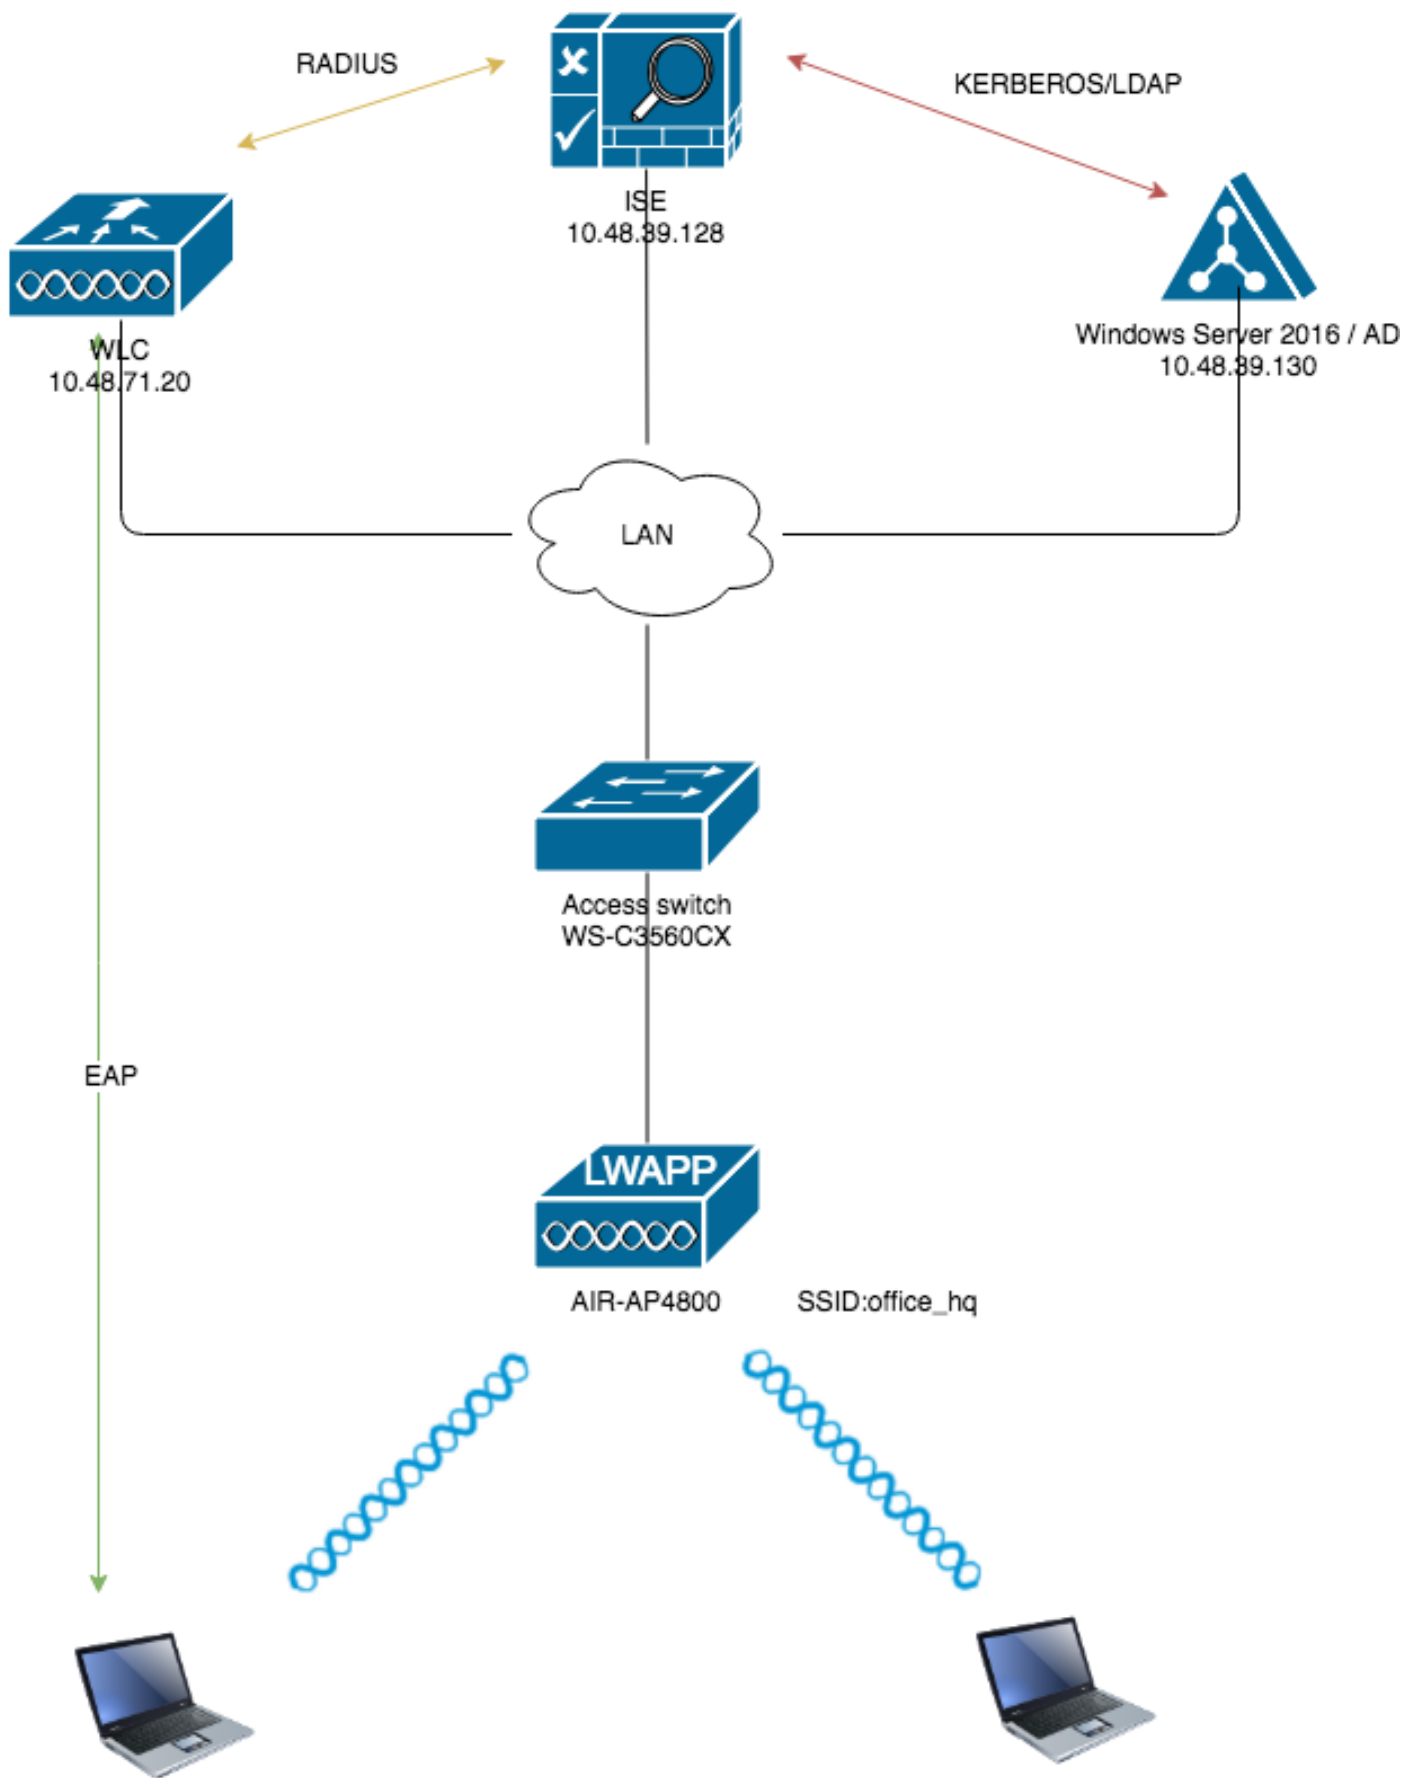 RADIUS
KERBEROS/LDAP
ISE
10.48.39.128
WLC
10.48.71.20
Windows Server 2016 / AD
10.48.39.130
LAN
Access switch
WS-C3560CX
EAP
LWAPP
AIR-AP4800
SSID:office_hq